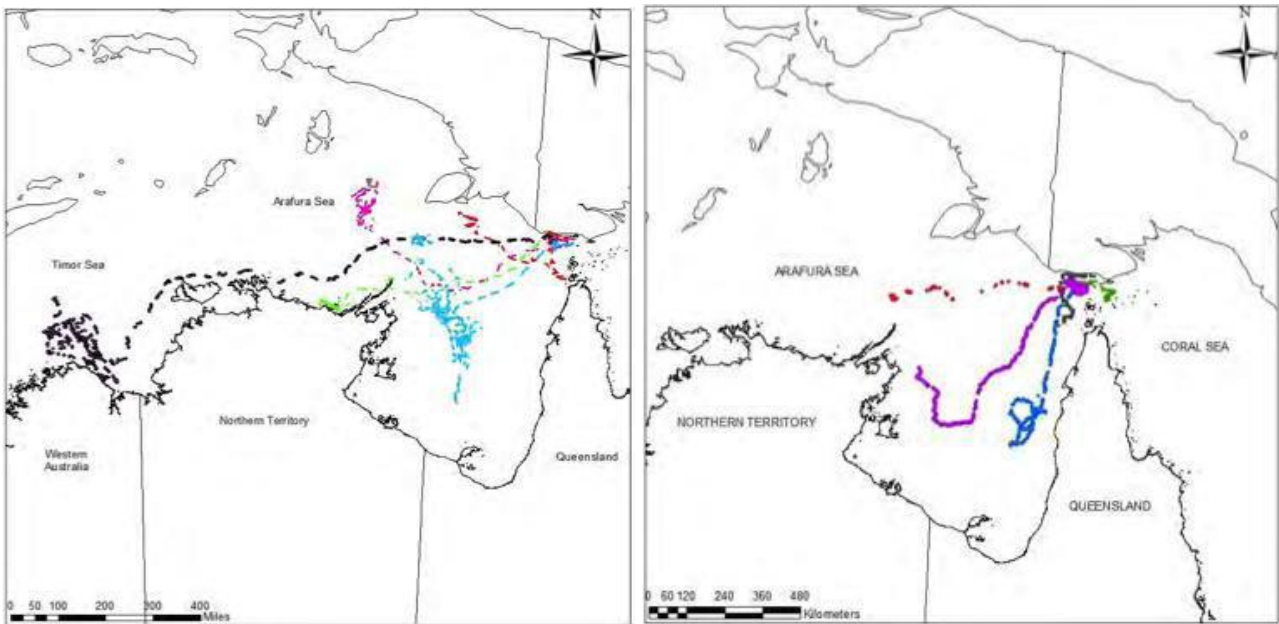 N
Arafura Sea
Timor Sea
Northern Territory
Western
Australia
Queensland
0 50 100 200 300 400
Miles
N
ARAFURA SEA
CORAL SEA
NORTHERN TERRITORY
QUEENSLAND
0 60 120 240 360 480
Kilometers